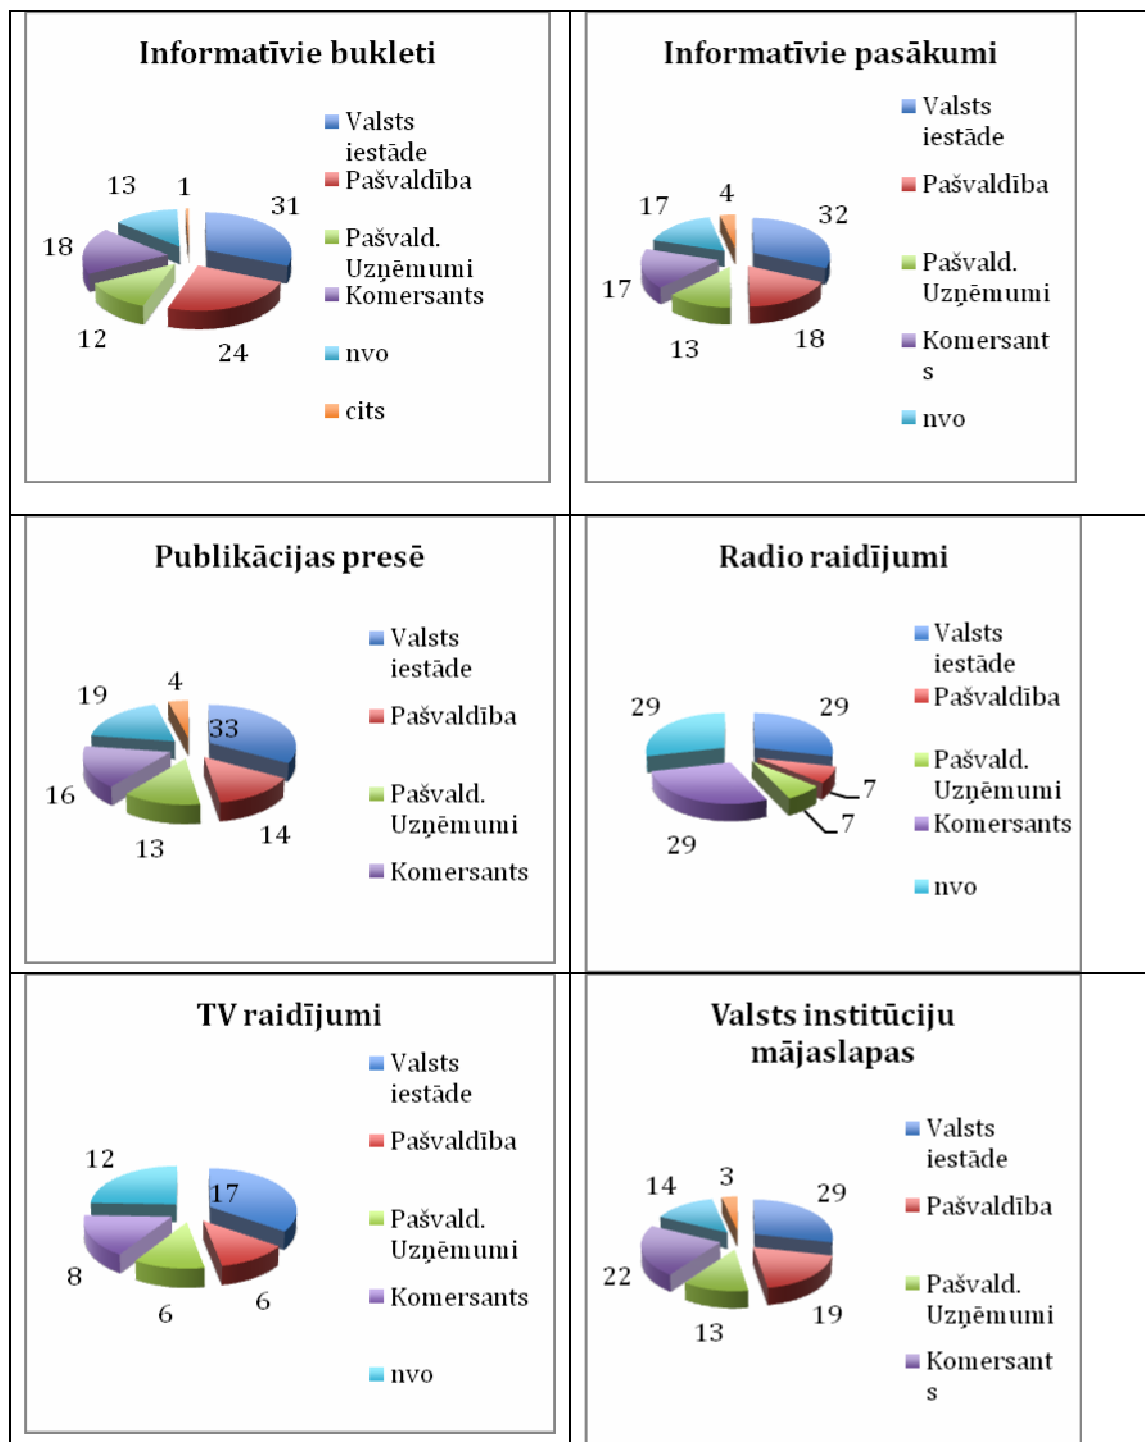 Informatīvie bukleti
Valsts
iestāde
Pašvaldība
Pašvald.
Uzņēmumi
Komersants
nvo
cits
31
24
12
18
13
1
Informatīvie pasākumi
Valsts
iestāde
Pašvaldība
Pašvald.
Uzņēmumi
Komersant
s
nvo
32
18
13
17
17
4
Publikācijas presē
Valsts
iestāde
Pašvaldība
Pašvald.
Uzņēmumi
Komersants
33
14
13
16
19
4
Radio raidījumi
Valsts
iestāde
Pašvaldība
Pašvald.
Uzņēmumi
Komersants
nvo
29
7
7
29
29
TV raidījumi
Valsts
iestāde
Pašvaldība
Pašvald.
Uzņēmumi
Komersants
nvo
17
6
6
8
12
Valsts institūciju
mājaslapas
Valsts
iestāde
Pašvaldība
Pašvald.
Uzņēmumi
Komersant
s
29
19
13
22
14
3